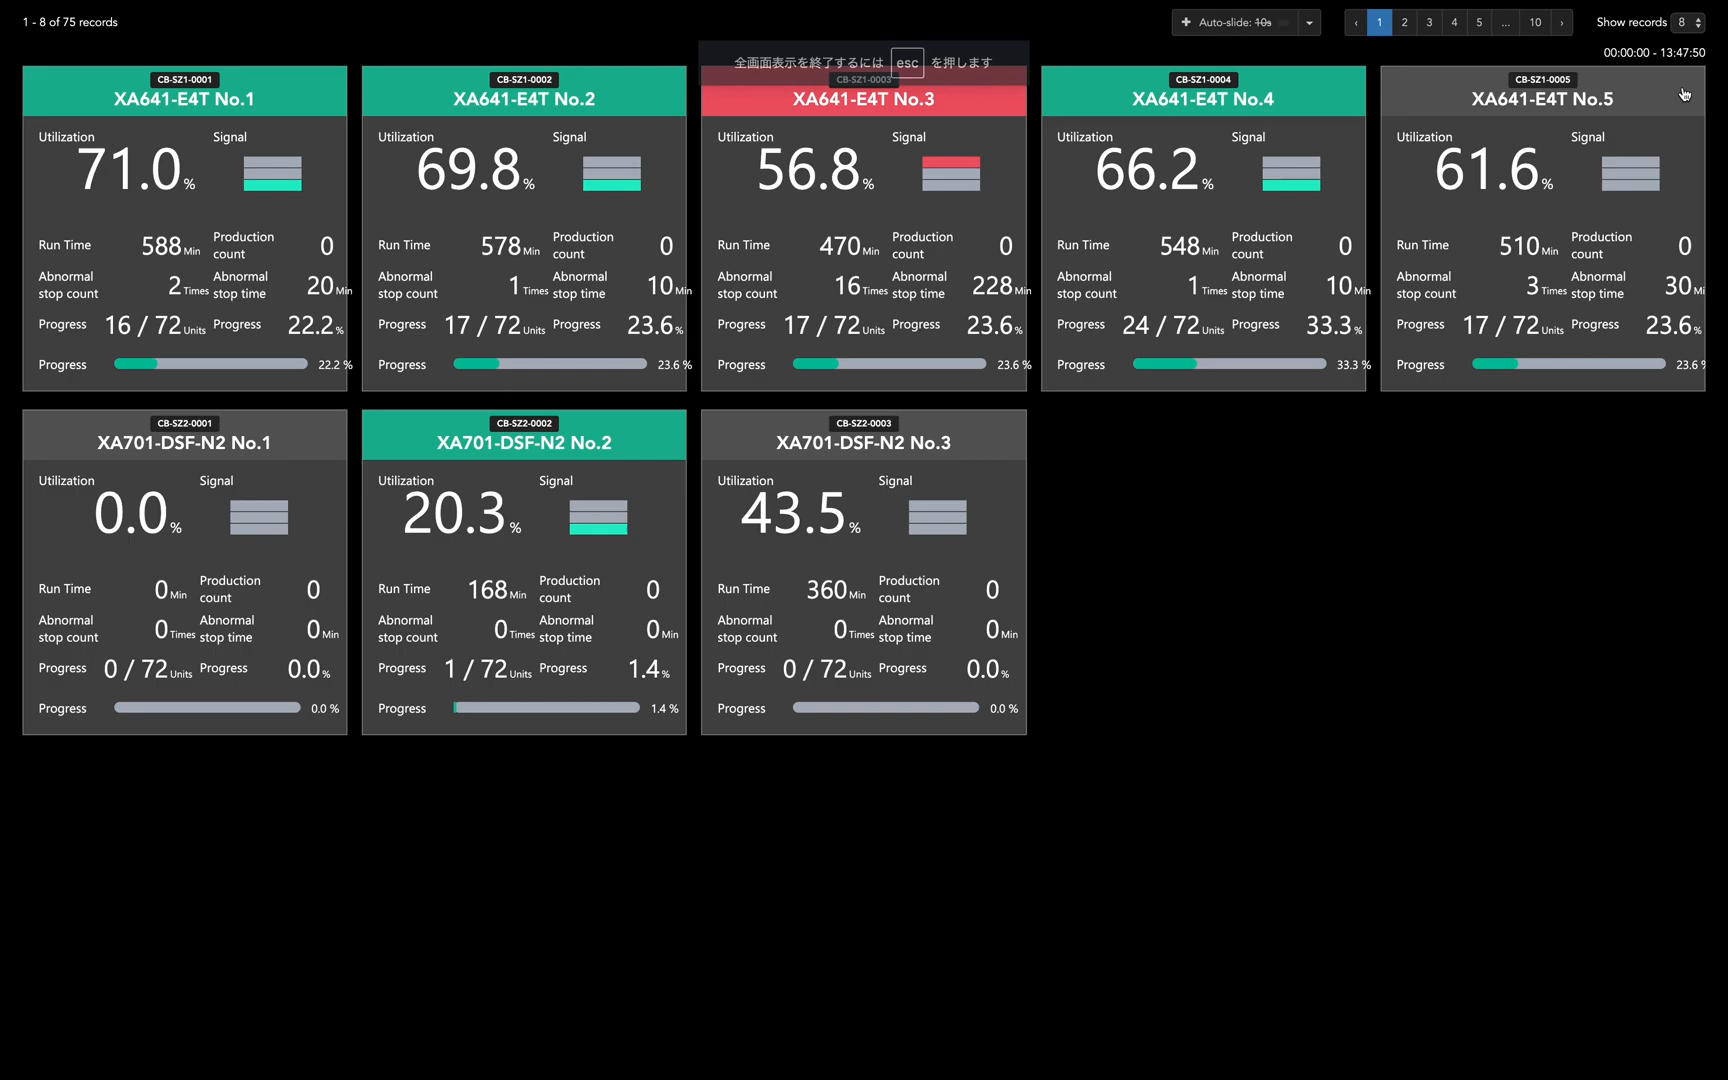 1 - 8 of 75 records
Auto-slide: 10s
‹ 1 2 3 4 5 ... 10 ›
Show records 8
00:00:00 - 13:47:50
全画面表示を終了するには esc を押します
CB-SZ1-0001
XA641-E4T No.1
Utilization Signal
71.0 %
Run Time 588 Min Production count 0
Abnormal stop count 2 Times Abnormal stop time 20 Min
Progress 16 / 72 Units Progress 22.2 %
Progress 22.2 %
CB-SZ1-0002
XA641-E4T No.2
Utilization Signal
69.8 %
Run Time 578 Min Production count 0
Abnormal stop count 1 Times Abnormal stop time 10 Min
Progress 17 / 72 Units Progress 23.6 %
Progress 23.6 %
CB-SZ1-0003
XA641-E4T No.3
Utilization Signal
56.8 %
Run Time 470 Min Production count 0
Abnormal stop count 16 Times Abnormal stop time 228 Min
Progress 17 / 72 Units Progress 23.6 %
Progress 23.6 %
CB-SZ1-0004
XA641-E4T No.4
Utilization Signal
66.2 %
Run Time 548 Min Production count 0
Abnormal stop count 1 Times Abnormal stop time 10 Min
Progress 24 / 72 Units Progress 33.3 %
Progress 33.3 %
CB-SZ1-0005
XA641-E4T No.5
Utilization Signal
61.6 %
Run Time 510 Min Production count 0
Abnormal stop count 3 Times Abnormal stop time 30 Mi
Progress 17 / 72 Units Progress 23.6 %
Progress 23.6 %
CB-SZ2-0001
XA701-DSF-N2 No.1
Utilization Signal
0.0 %
Run Time 0 Min Production count 0
Abnormal stop count 0 Times Abnormal stop time 0 Min
Progress 0 / 72 Units Progress 0.0 %
Progress 0.0 %
CB-SZ2-0002
XA701-DSF-N2 No.2
Utilization Signal
20.3 %
Run Time 168 Min Production count 0
Abnormal stop count 0 Times Abnormal stop time 0 Min
Progress 1 / 72 Units Progress 1.4 %
Progress 1.4 %
CB-SZ2-0003
XA701-DSF-N2 No.3
Utilization Signal
43.5 %
Run Time 360 Min Production count 0
Abnormal stop count 0 Times Abnormal stop time 0 Min
Progress 0 / 72 Units Progress 0.0 %
Progress 0.0 %